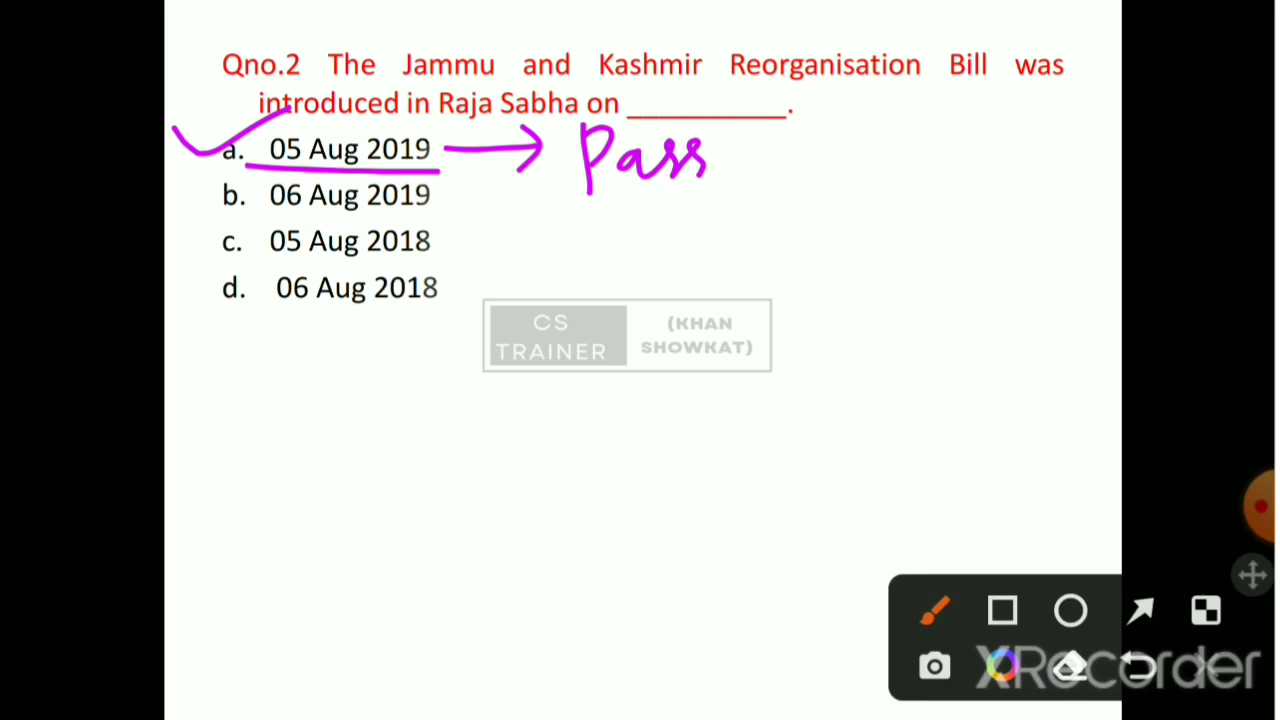 Qno.2 The Jammu and Kashmir Reorganisation Bill was
introduced in Raja Sabha on __________.
a. 05 Aug 2019 → Pass
b. 06 Aug 2019
c. 05 Aug 2018
d. 06 Aug 2018
CS (KHAN
TRAINER SHOWKAT)
XRecorder